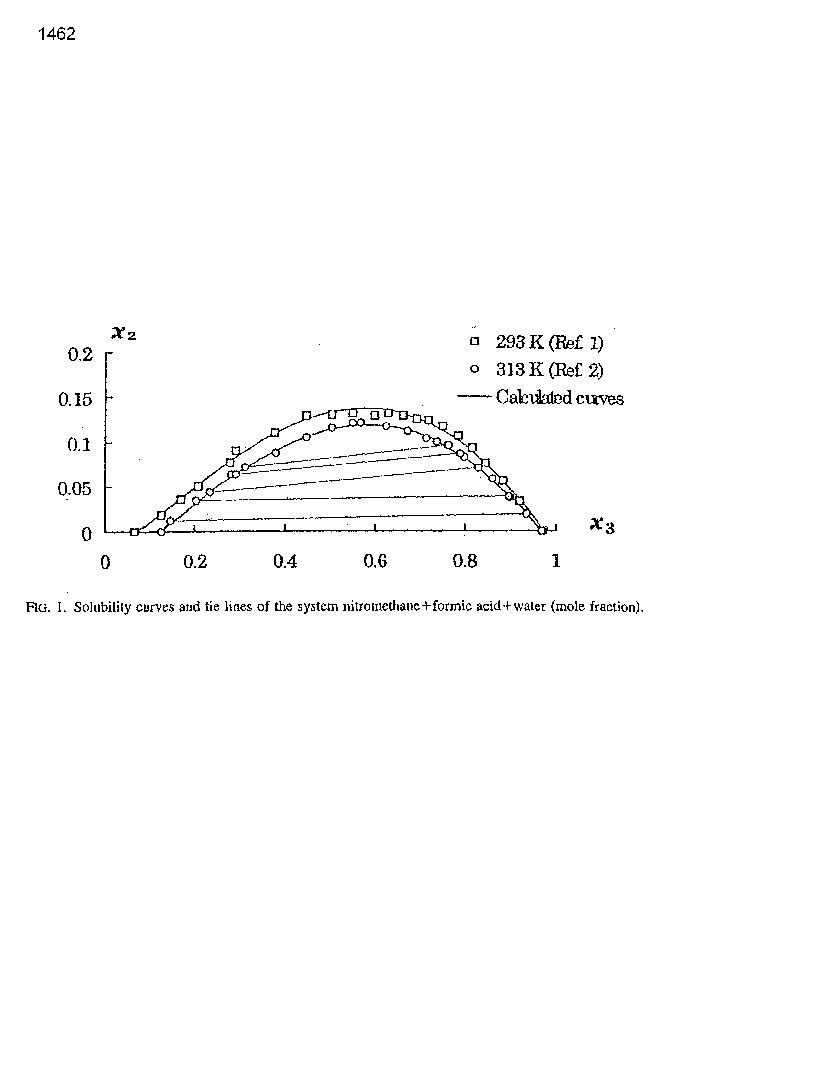 1462
x2
0.2
0.15
0.1
0.05
0
0 0.2 0.4 0.6 0.8 1
x3
293 K (Ref. 1)
313 K (Ref. 2)
Calculated curves
FIG. 1. Solubility curves and tie lines of the system nitromethane+formic acid+water (mole fraction).